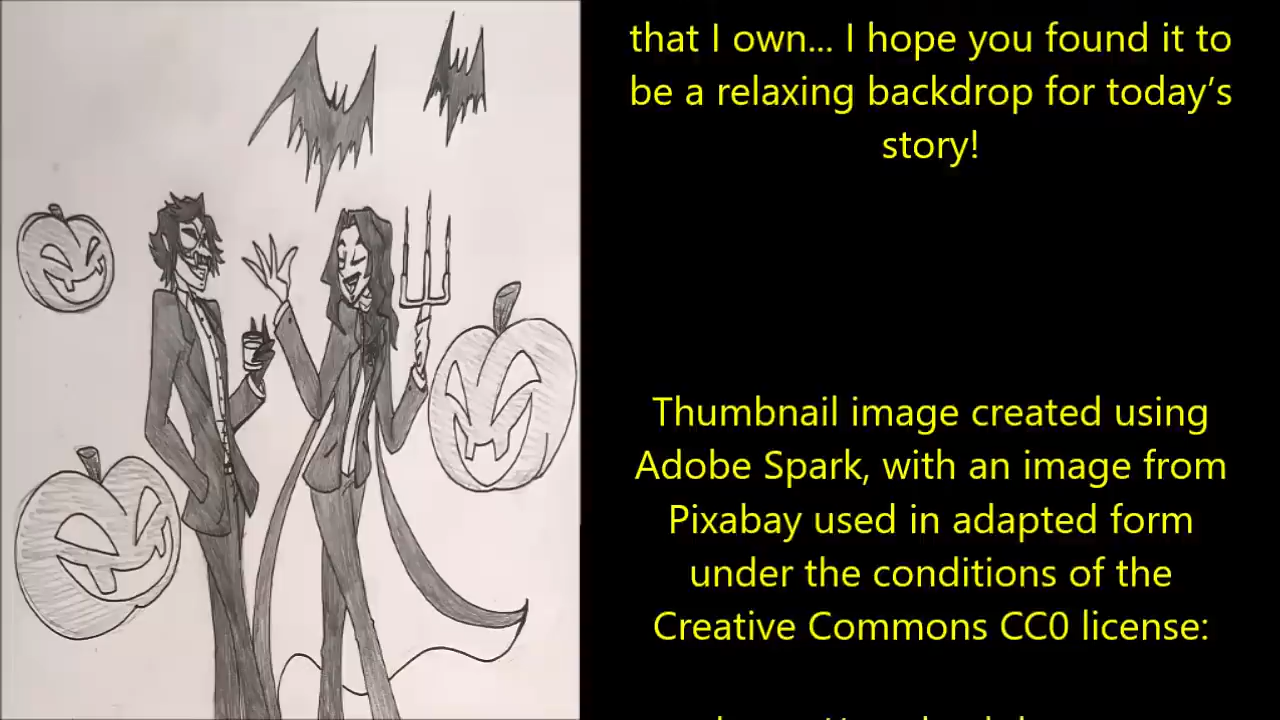 that I own... I hope you found it to
be a relaxing backdrop for today’s
story!
Thumbnail image created using
Adobe Spark, with an image from
Pixabay used in adapted form
under the conditions of the
Creative Commons CC0 license: